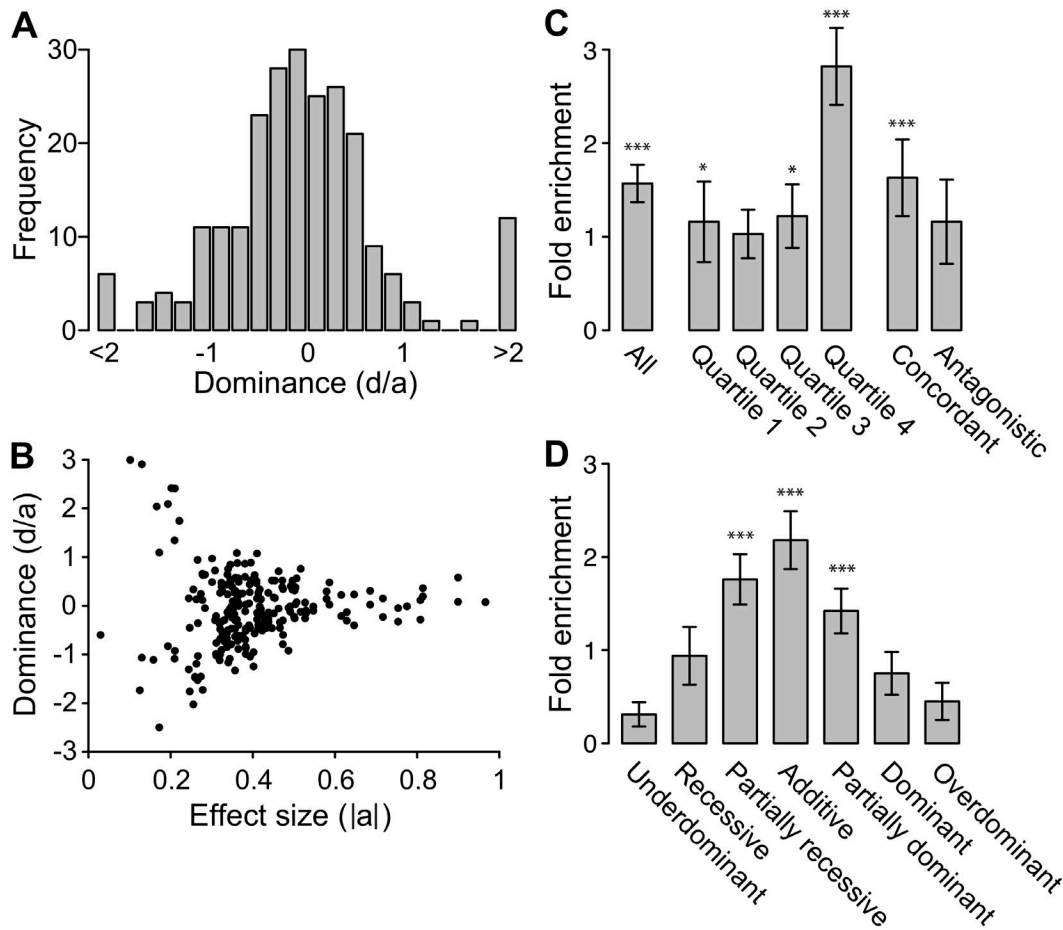 A
30
20
10
0
Frequency
<2
-1
0
1
>2
Dominance (d/a)
B
3
2
1
0
-1
-2
-3
Dominance (d/a)
0
0.2
0.4
0.6
0.8
1
Effect size (|a|)
C
3
2
1
0
Fold enrichment
***
*
*
***
***
All
Quartile 1
Quartile 2
Quartile 3
Quartile 4
Concordant
Antagonistic
D
3
2
1
0
Fold enrichment
***
***
***
Underdominant
Recessive
Partially recessive
Additive
Partially dominant
Dominant
Overdominant